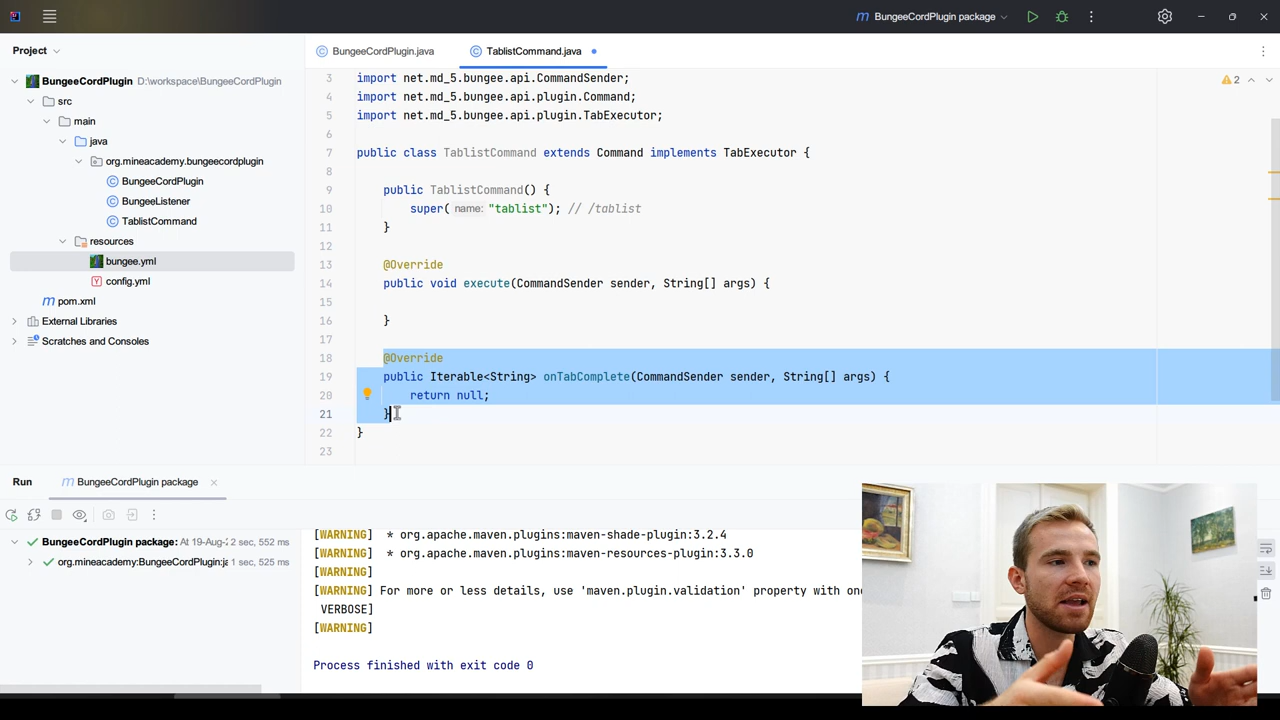 BungeeCordPlugin package
Project
BungeeCordPlugin.java
TablistCommand.java
BungeeCordPlugin D:\workspace\BungeeCordPlugin
src
main
java
org.mineacademy.bungeecordplugin
BungeeCordPlugin
BungeeListener
TablistCommand
resources
bungee.yml
config.yml
pom.xml
External Libraries
Scratches and Consoles
2
3 import net.md_5.bungee.api.CommandSender;
4 import net.md_5.bungee.api.plugin.Command;
5 import net.md_5.bungee.api.plugin.TabExecutor;
6
7 public class TablistCommand extends Command implements TabExecutor {
8
9 public TablistCommand() {
10 super( name: "tablist"); // /tablist
11 }
12
13 @Override
14 public void execute(CommandSender sender, String[] args) {
15
16 }
17
18 @Override
19 public Iterable<String> onTabComplete(CommandSender sender, String[] args) {
20 return null;
21 }
22 }
23
Run BungeeCordPlugin package
BungeeCordPlugin package: At 19-Aug-2 2 sec, 552 ms
org.mineacademy:BungeeCordPlugin:ja 1 sec, 525 ms
[WARNING] * org.apache.maven.plugins:maven-shade-plugin:3.2.4
[WARNING] * org.apache.maven.plugins:maven-resources-plugin:3.3.0
[WARNING]
[WARNING] For more or less details, use 'maven.plugin.validation' property with one
VERBOSE]
[WARNING]
Process finished with exit code 0